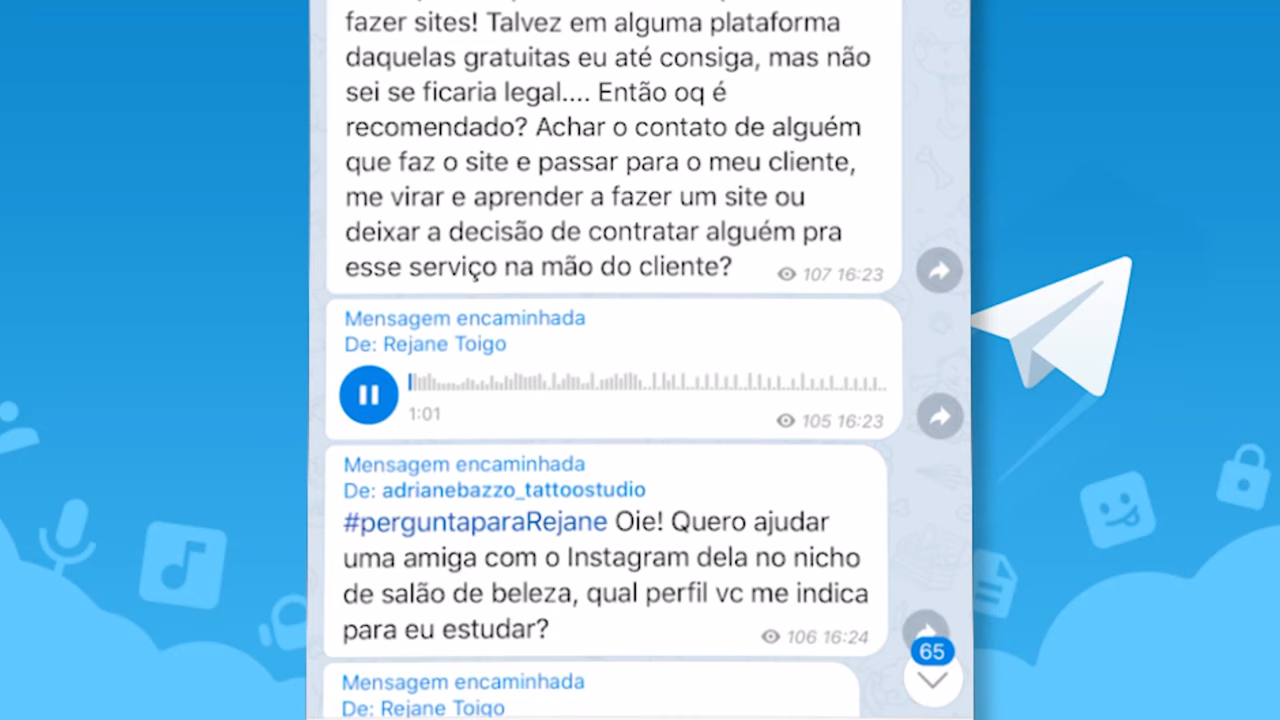 fazer sites! Talvez em alguma plataforma
daquelas gratuitas eu até consiga, mas não
sei se ficaria legal.... Então oq é
recomendado? Achar o contato de alguém
que faz o site e passar para o meu cliente,
me virar e aprender a fazer um site ou
deixar a decisão de contratar alguém pra
esse serviço na mão do cliente?
107 16:23
Mensagem encaminhada
De: Rejane Toigo
1:01
105 16:23
Mensagem encaminhada
De: adrianebazzo_tattoostudio
#perguntaparaRejane Oie! Quero ajudar
uma amiga com o Instagram dela no nicho
de salão de beleza, qual perfil vc me indica
para eu estudar?
106 16:24
65
Mensagem encaminhada
De: Rejane Toigo